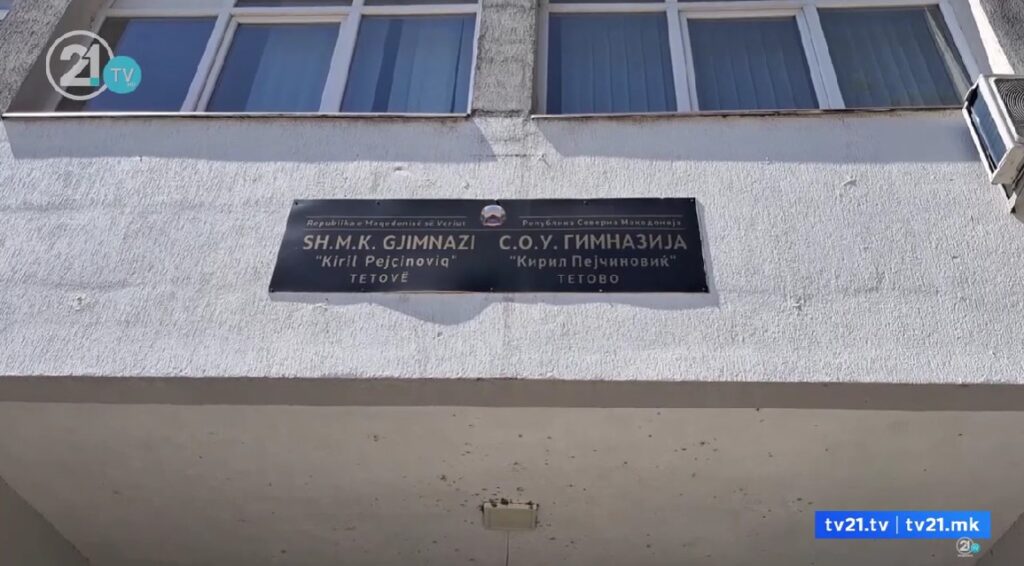 21 TV
Republika e Maqedonisë së Veriut
SH.M.K. GJIMNAZI
"Kiril Pejçinoviq"
TETOVË
Република Северна Македонија
С.О.У. ГИМНАЗИЈА
"Кирил Пејчиновиќ"
ТЕТОВО
tv21.tv | tv21.mk
21